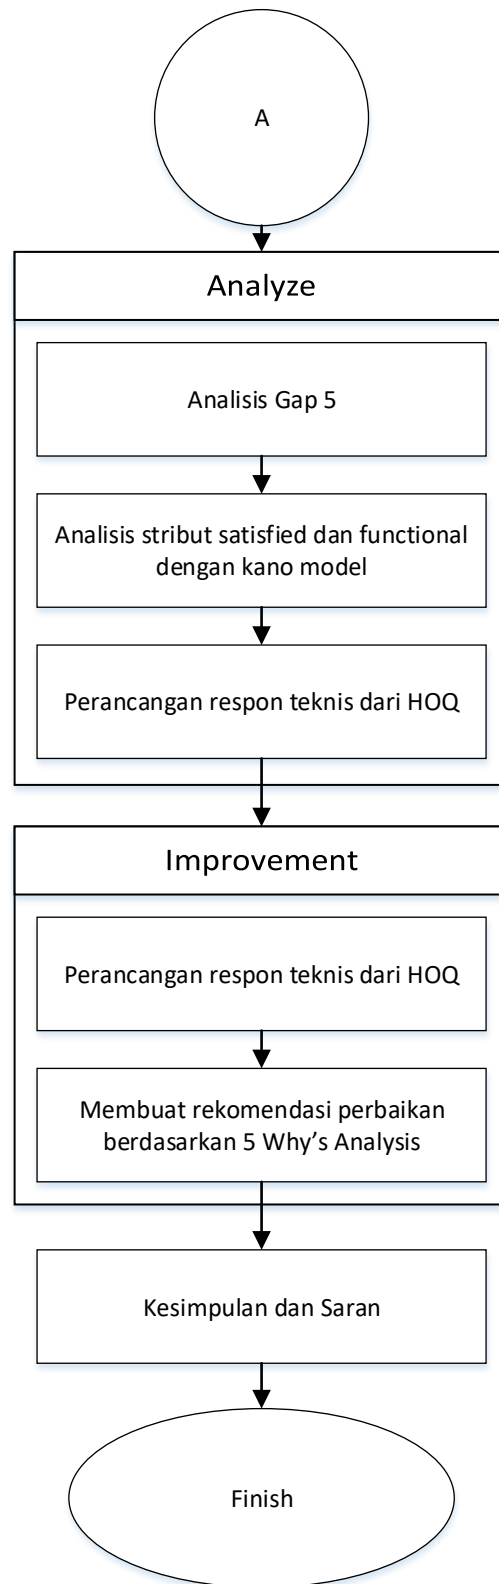 A
Analyze
Analisis Gap 5
Analisis stribut satisfied dan functional
dengan kano model
Perancangan respon teknis dari HOQ
Improvement
Perancangan respon teknis dari HOQ
Membuat rekomendasi perbaikan
berdasarkan 5 Why’s Analysis
Kesimpulan dan Saran
Finish